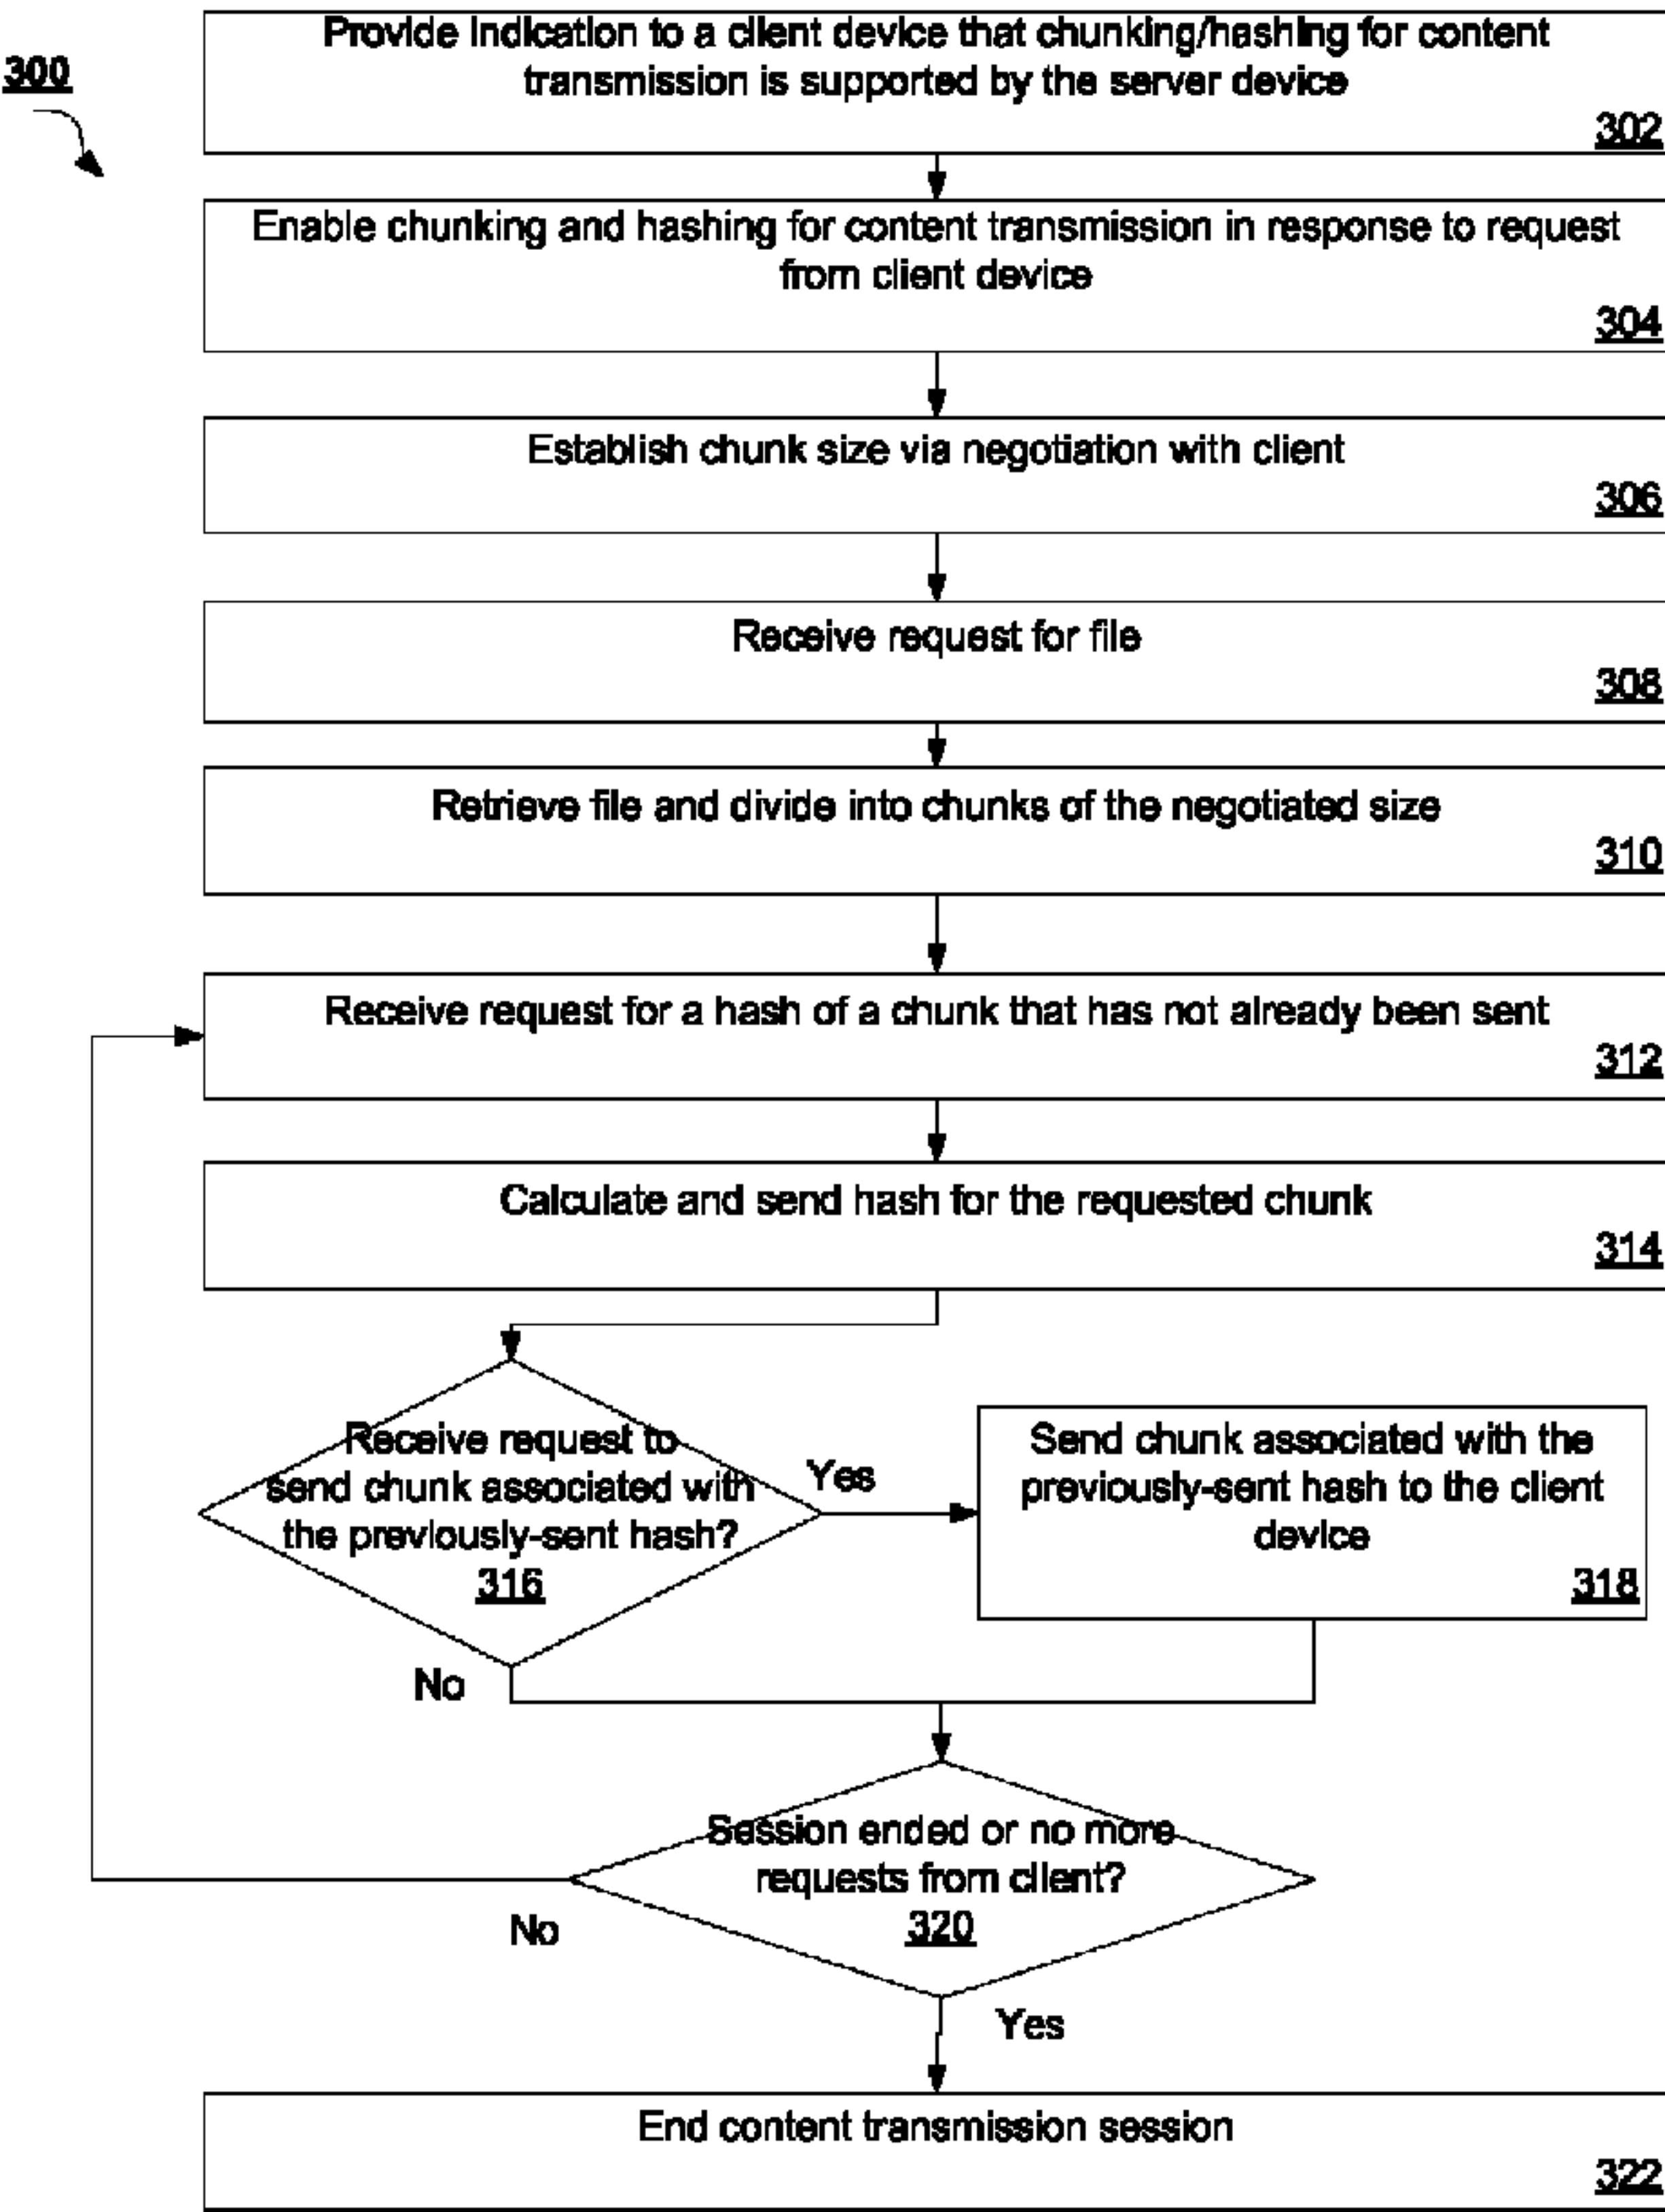 300
Provide indication to a client device that chunking/hashing for content
transmission is supported by the server device
302
Enable chunking and hashing for content transmission in response to request
from client device
304
Establish chunk size via negotiation with client
306
Receive request for file
308
Retrieve file and divide into chunks of the negotiated size
310
Receive request for a hash of a chunk that has not already been sent
312
Calculate and send hash for the requested chunk
314
Receive request to
send chunk associated with
the previously-sent hash?
316
Yes
Send chunk associated with the
previously-sent hash to the client
device
318
No
Session ended or no more
requests from client?
320
No
Yes
End content transmission session
322